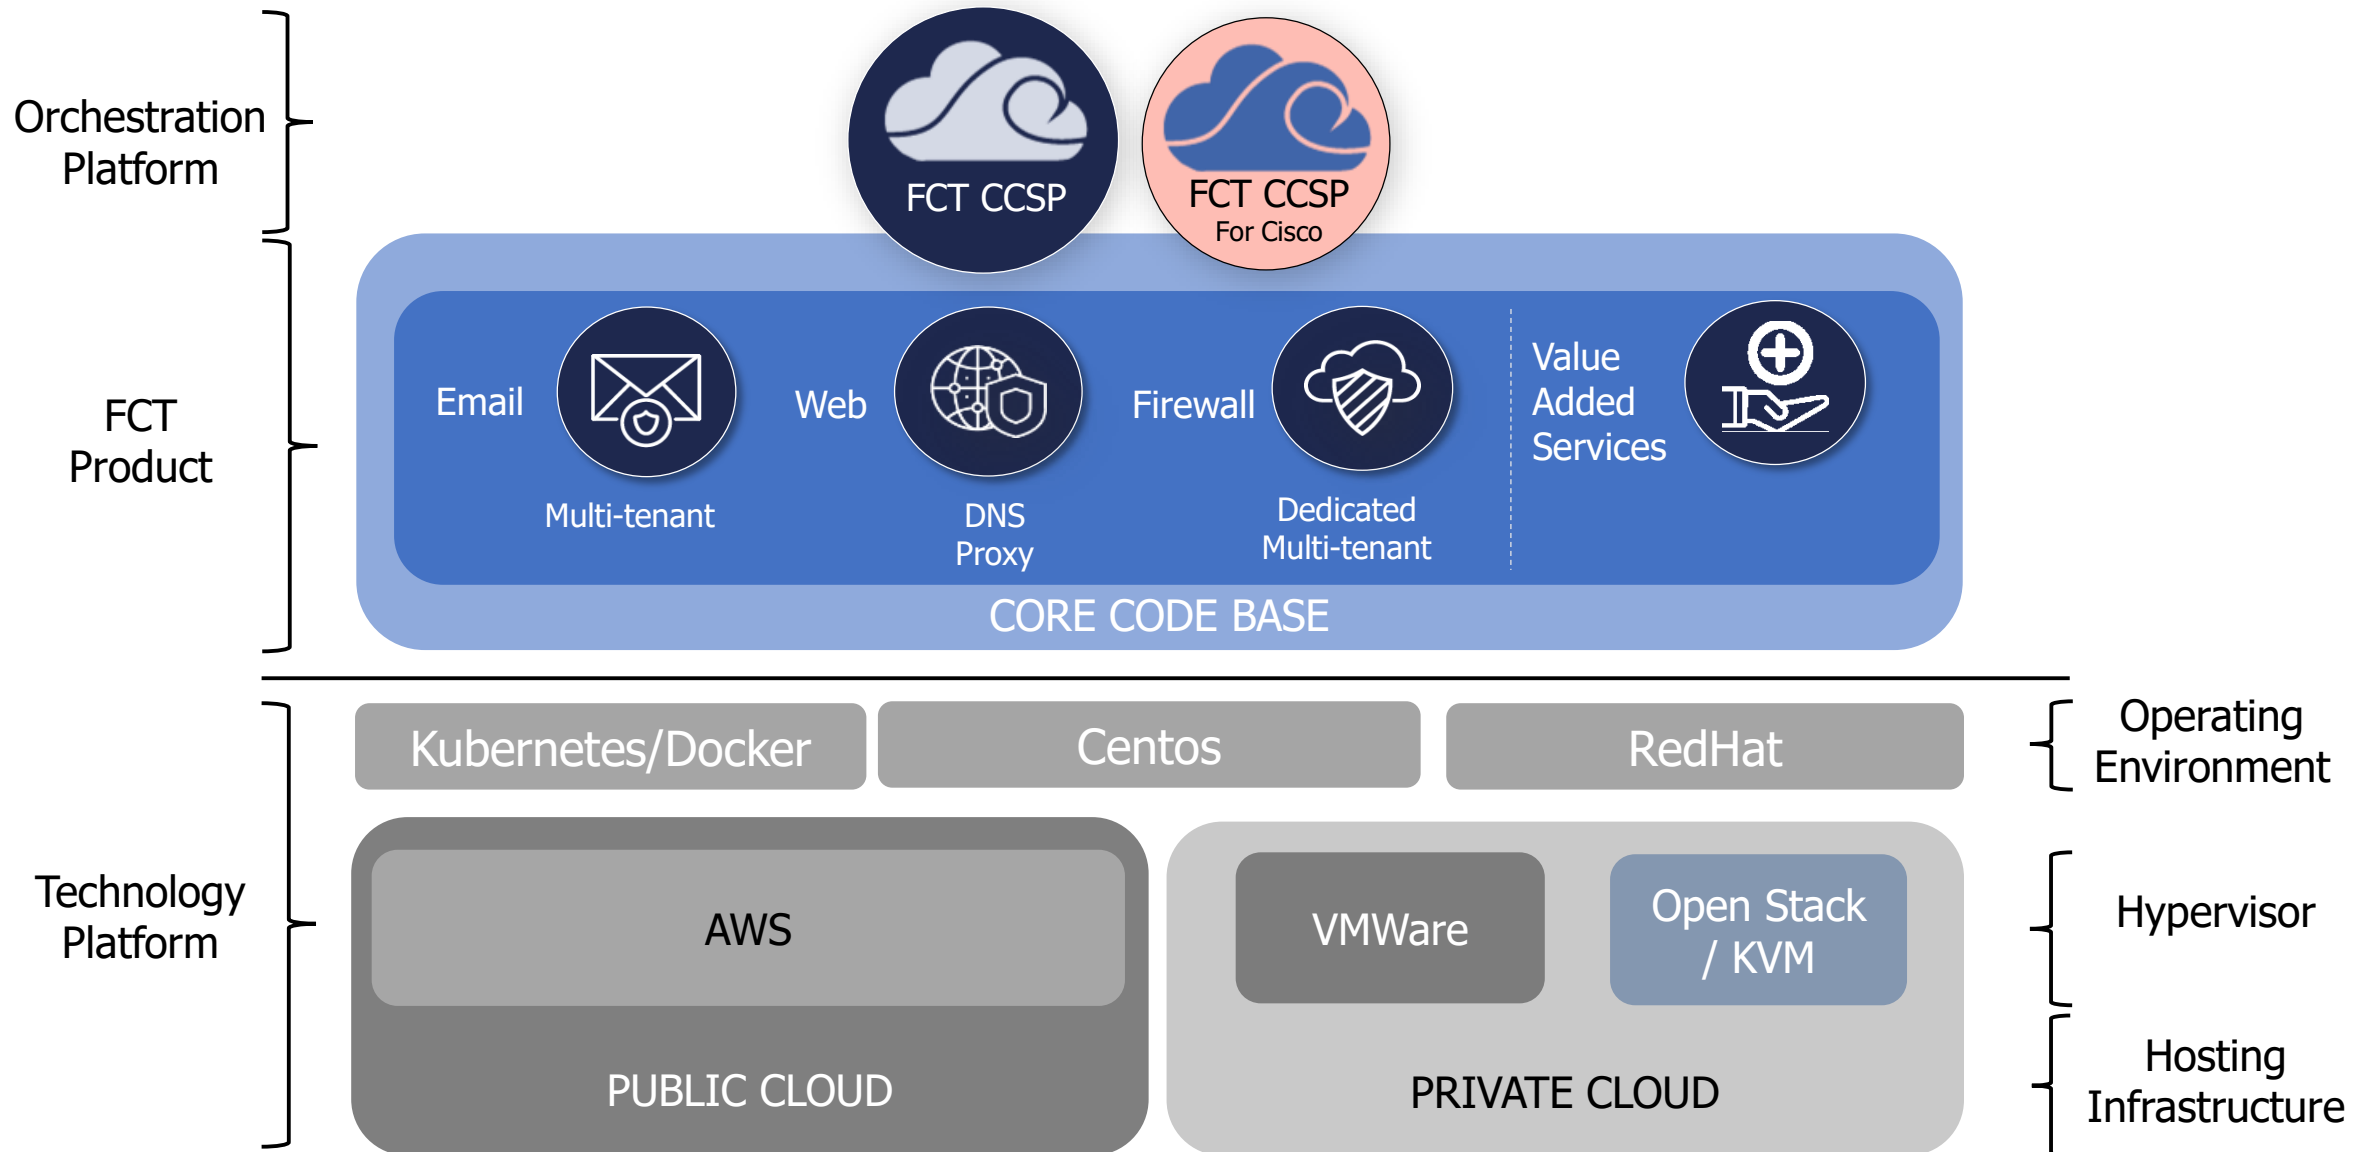 Orchestration
Platform
FCT CCSP
FCT CCSP
For Cisco
FCT
Product
Email
Multi-tenant
Web
DNS
Proxy
Firewall
Dedicated
Multi-tenant
Value
Added
Services
CORE CODE BASE
Technology
Platform
Kubernetes/Docker
Centos
RedHat
Operating
Environment
AWS
VMWare
Open Stack
/ KVM
Hypervisor
PUBLIC CLOUD
PRIVATE CLOUD
Hosting
Infrastructure